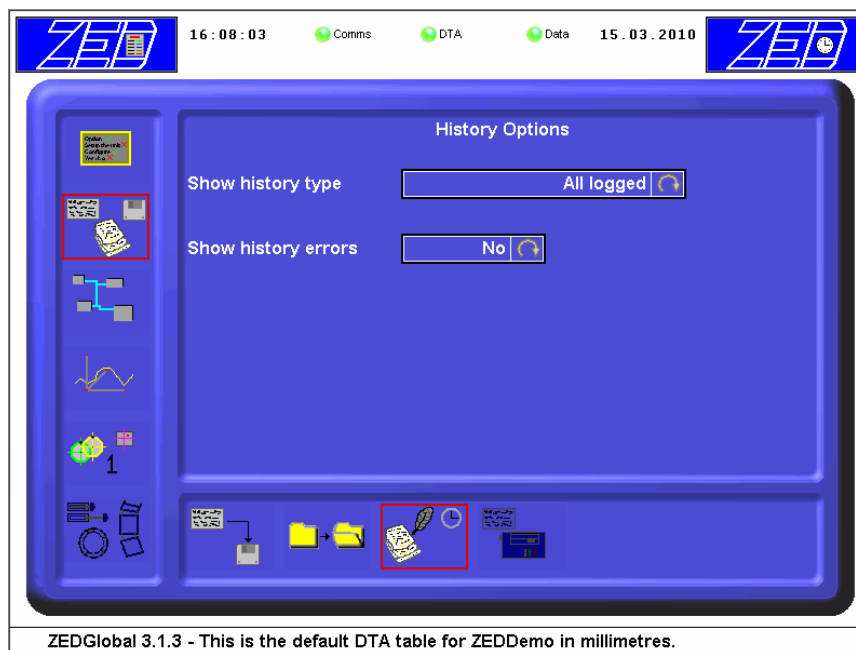 ZED 16:08:03 Comms DTA Data 15.03.2010 ZED
History Options
Show history type All logged
Show history errors No
1
ZEDGlobal 3.1.3 - This is the default DTA table for ZEDDemo in millimetres.